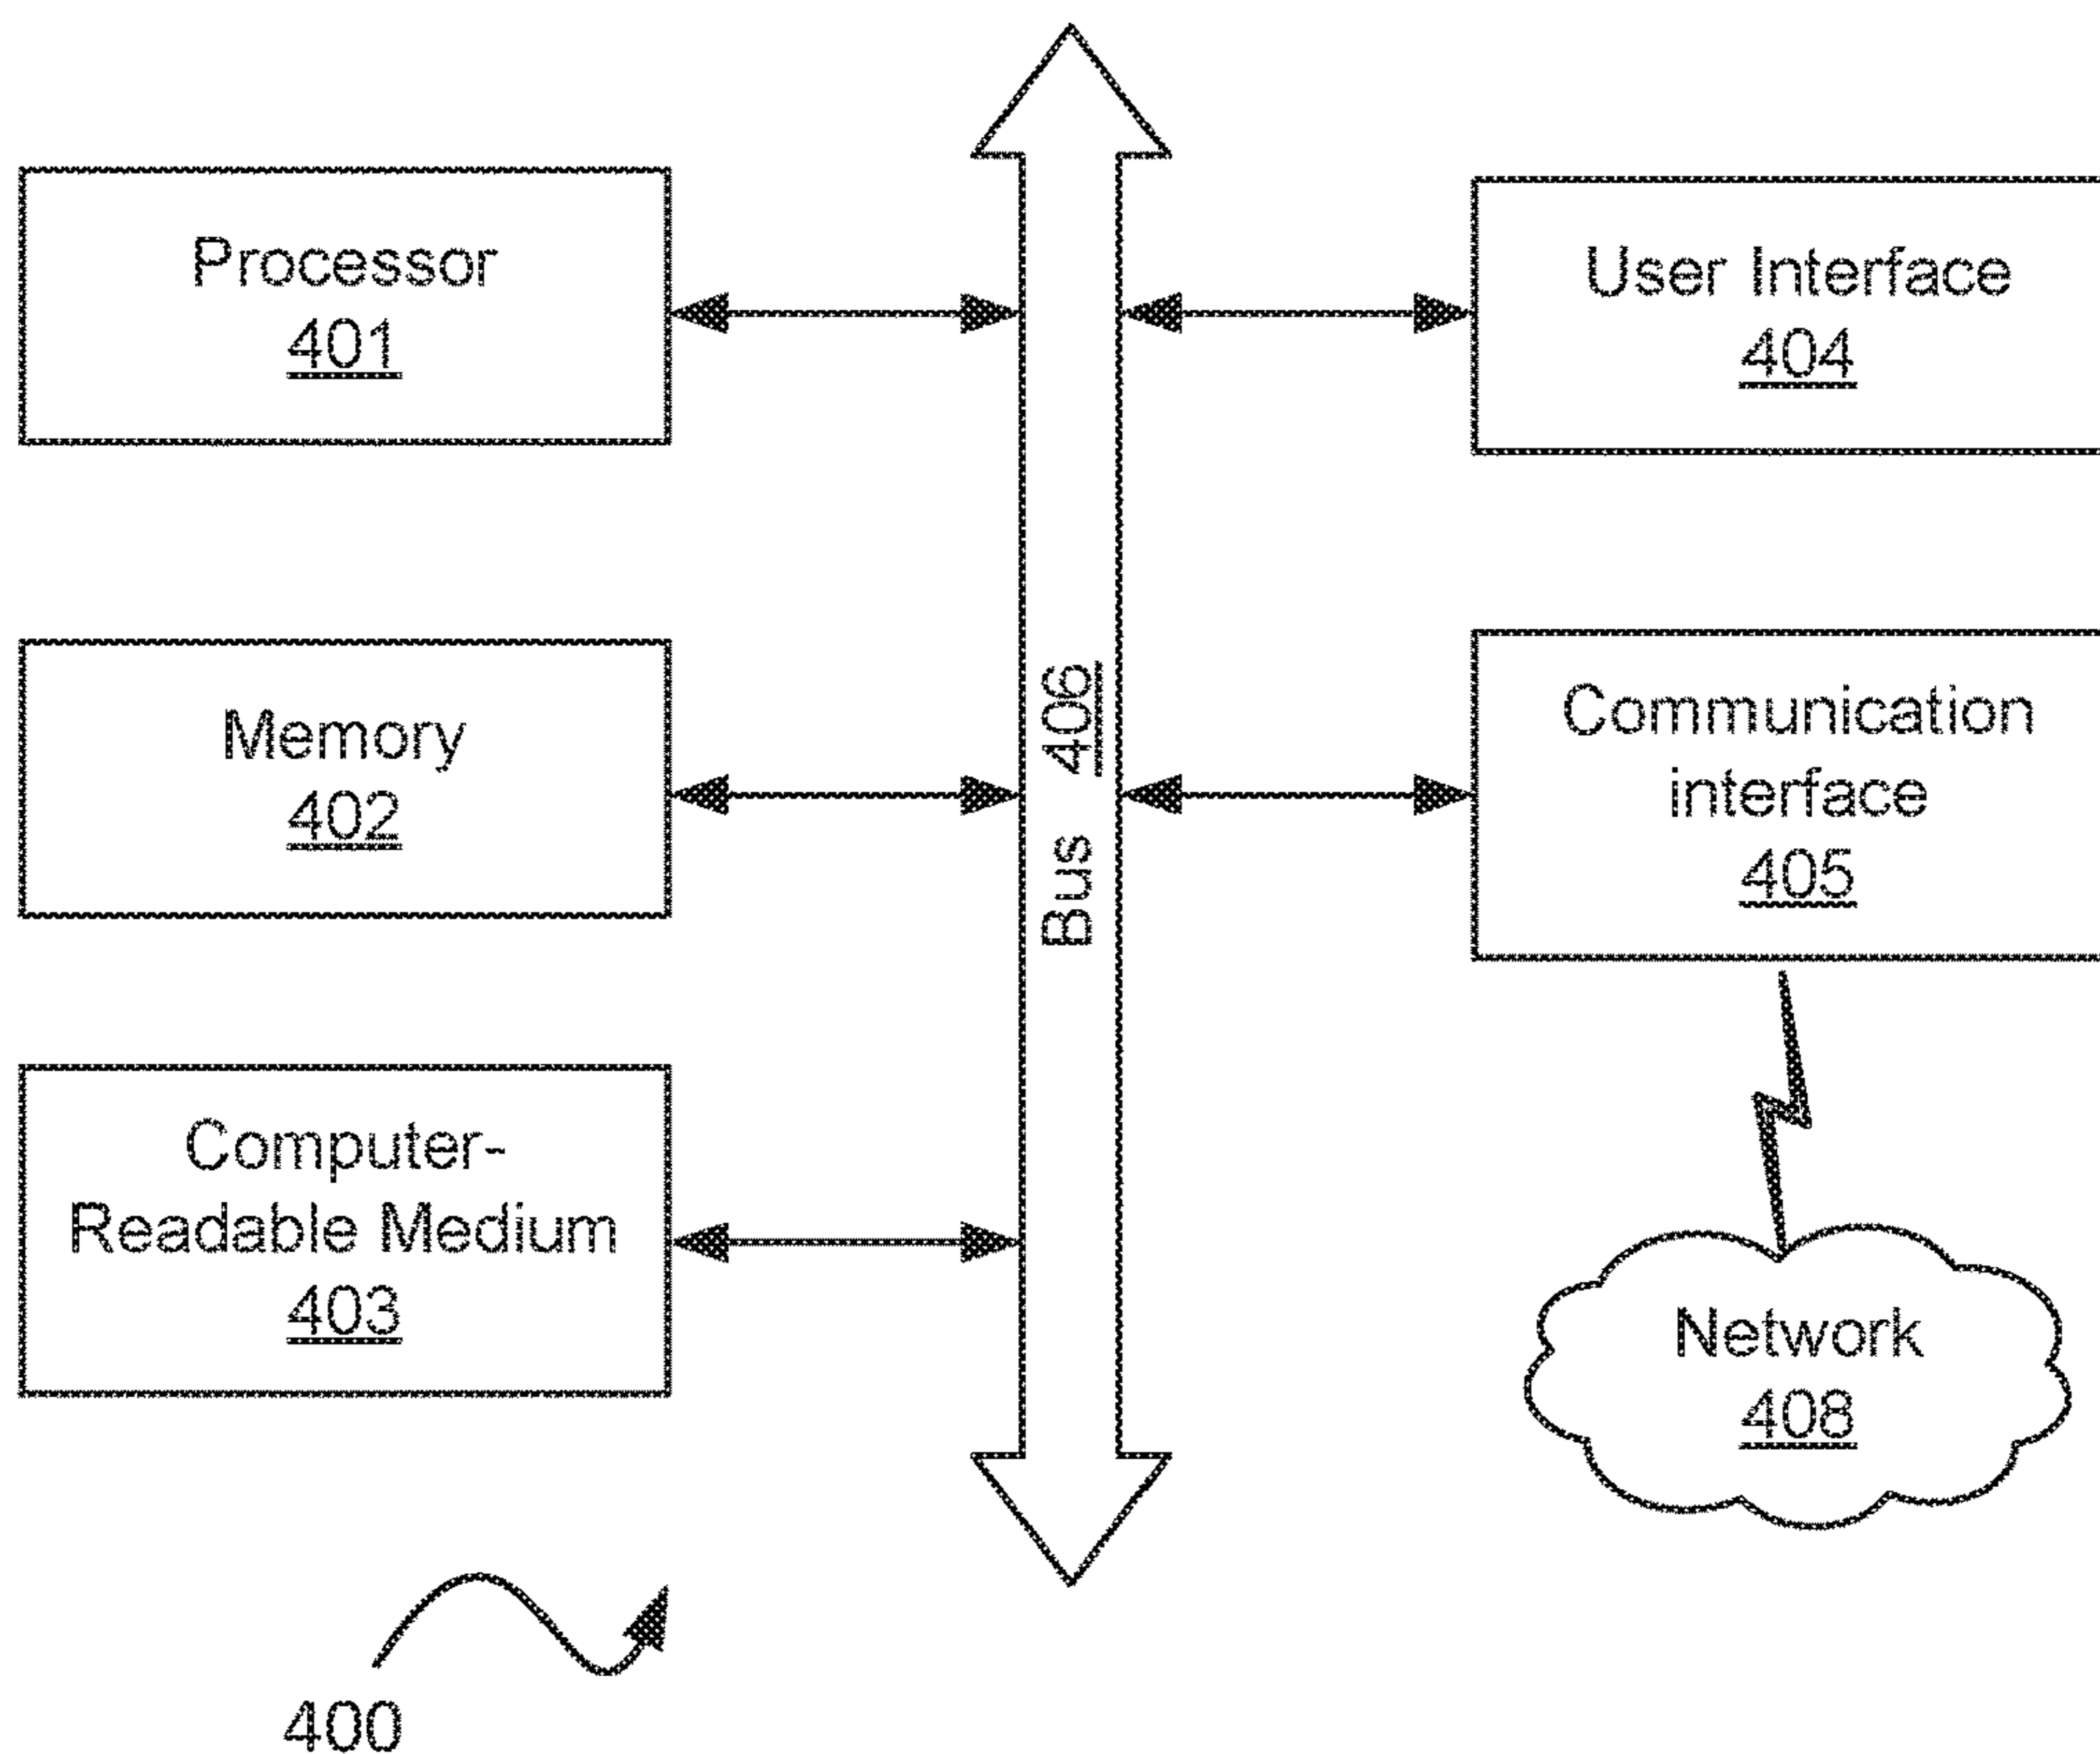 Processor
401
User Interface
404
Memory
402
Bus 406
Communication
interface
405
Computer-
Readable Medium
403
Network
408
400